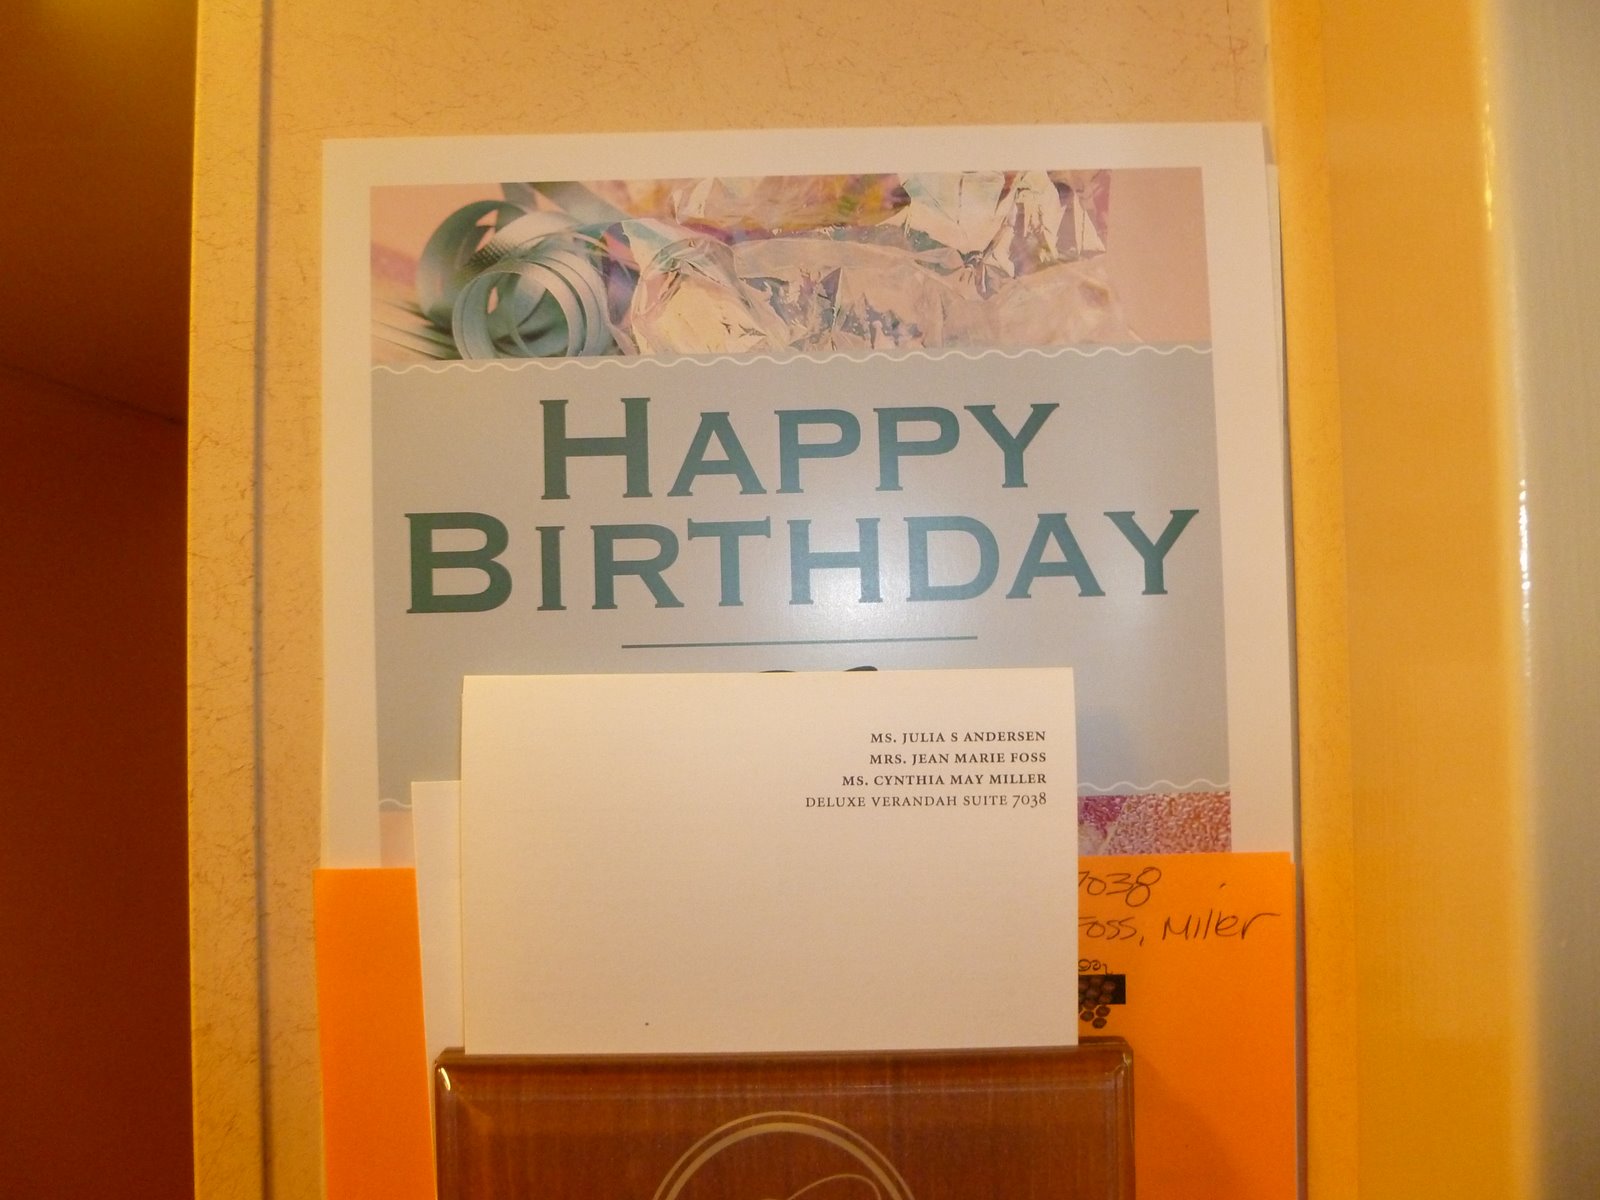 HAPPY
BIRTHDAY
MS. JULIA S ANDERSEN
MRS. JEAN MARIE FOSS
MS. CYNTHIA MAY MILLER
DELUXE VERANDAH SUITE 7038
7038
Foss, Miller